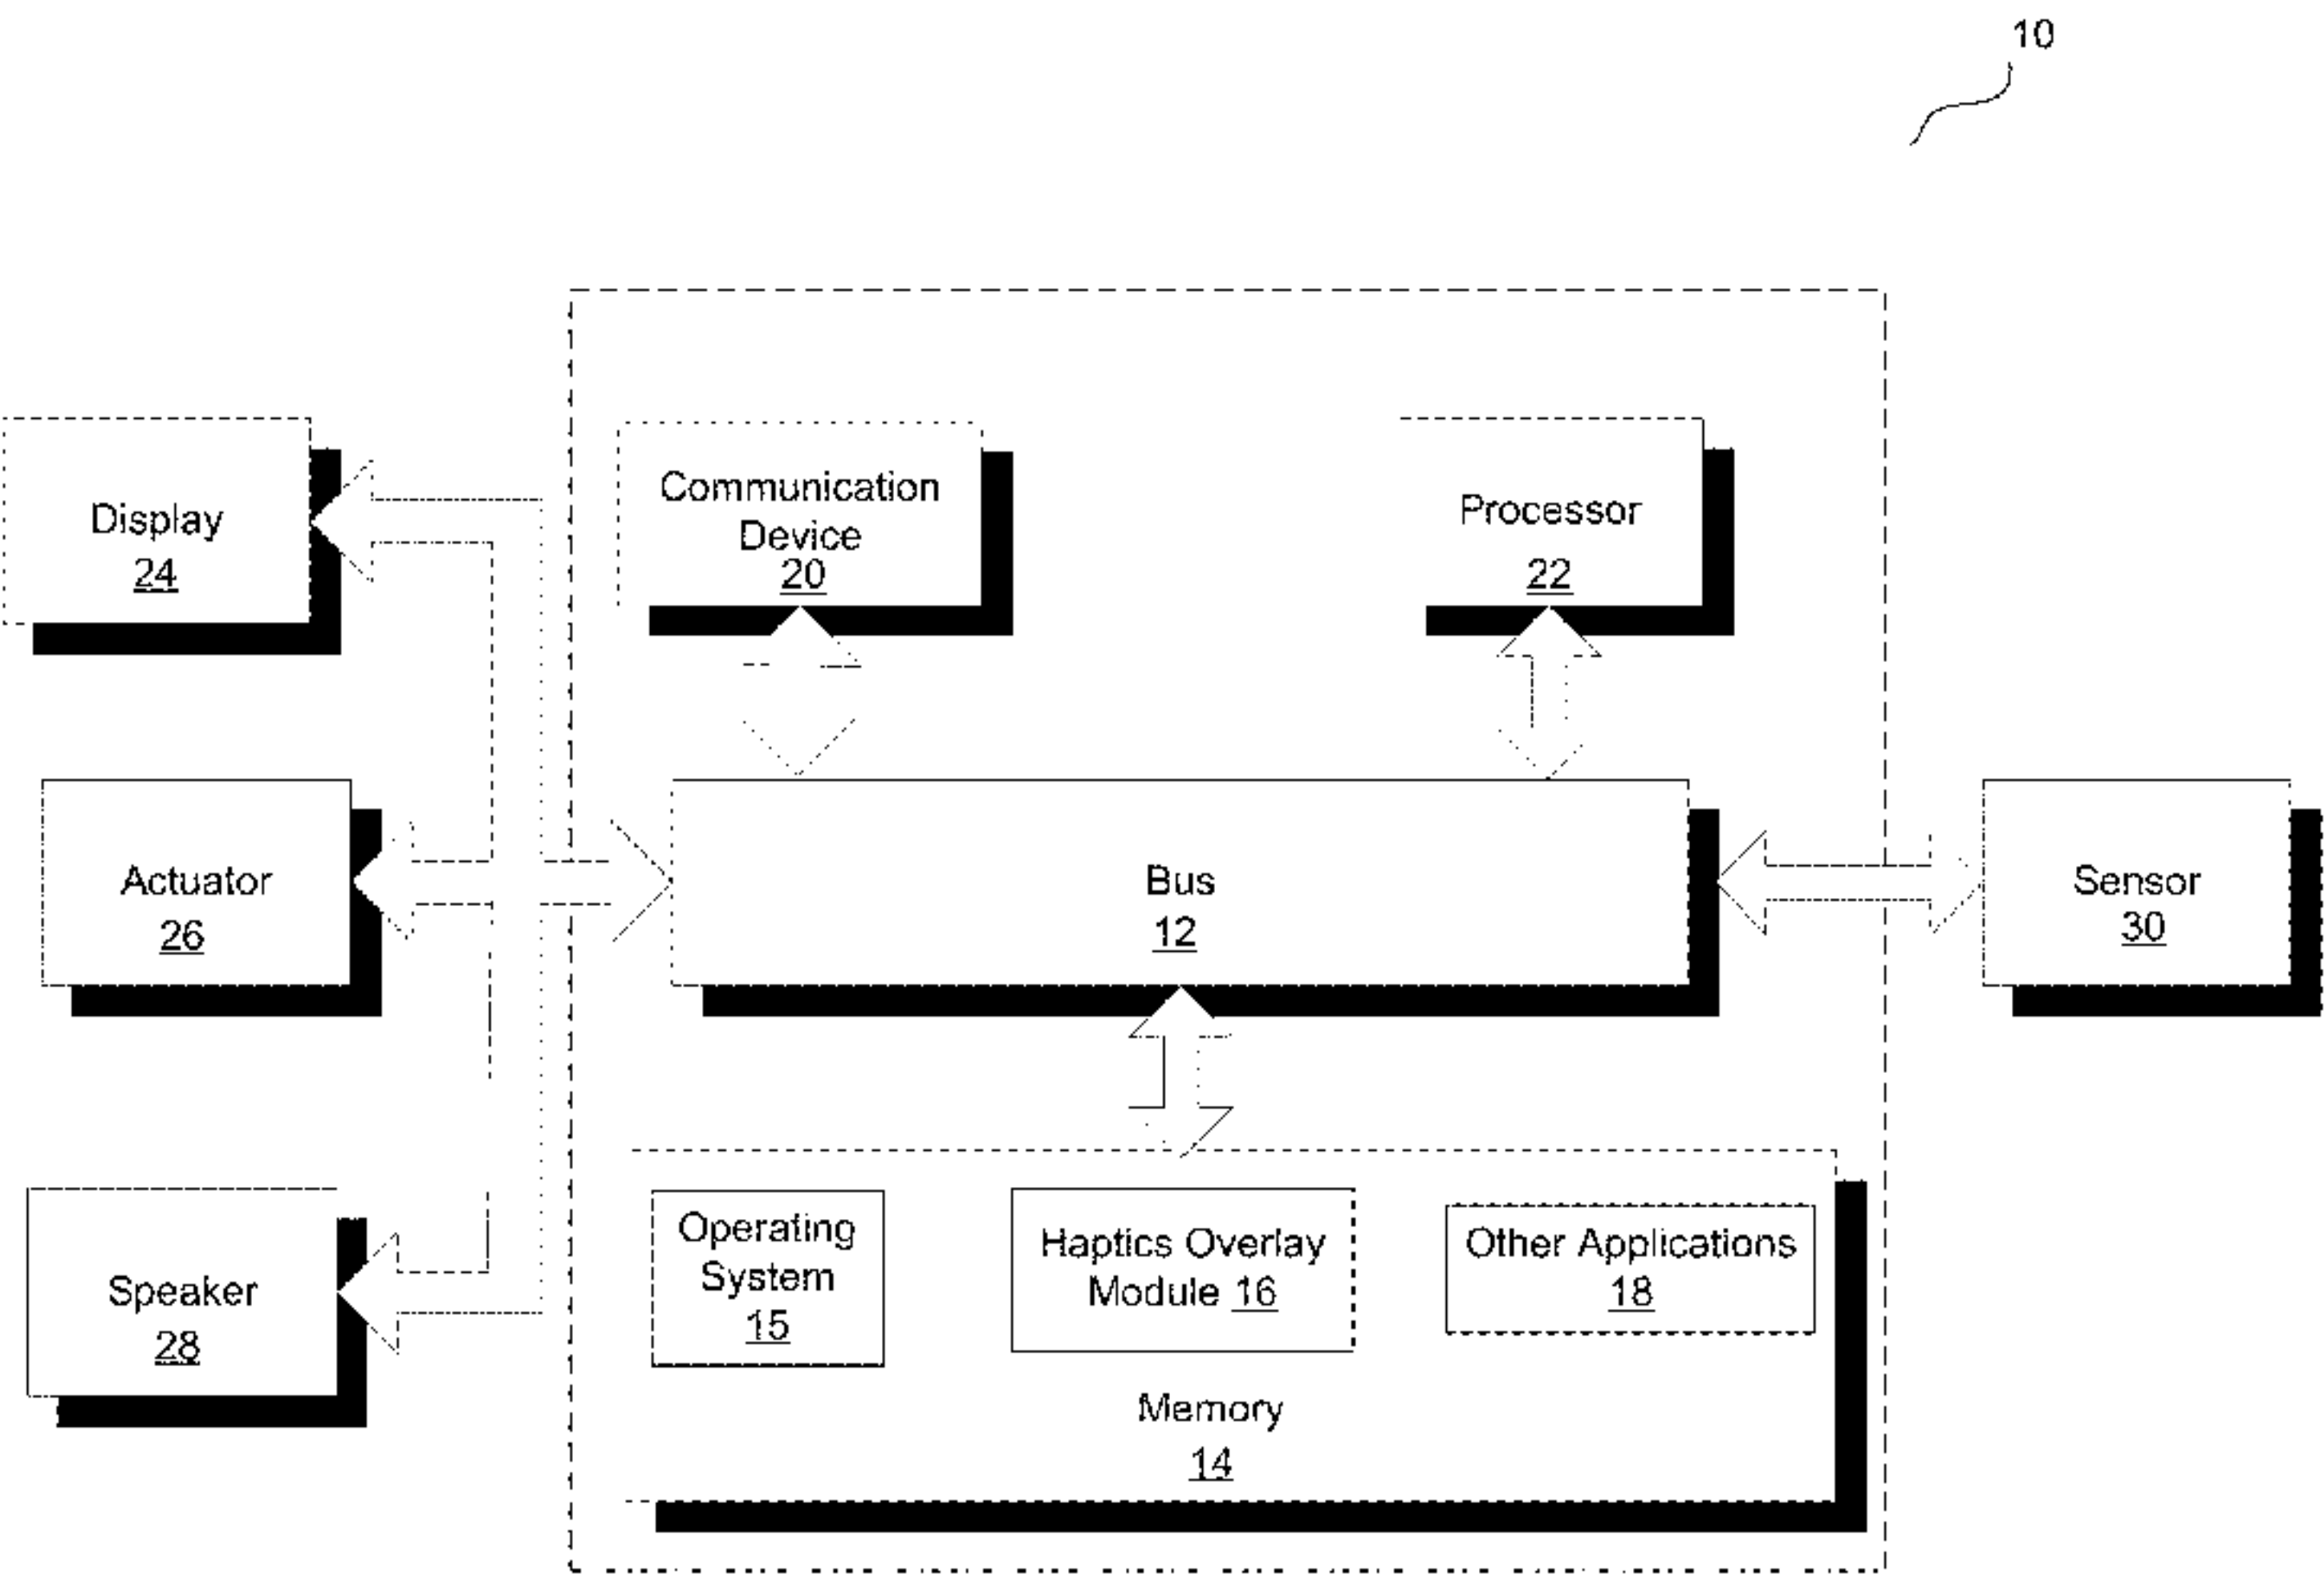 10
Display
24
Communication
Device
20
Processor
22
Actuator
26
Bus
12
Sensor
30
Speaker
28
Operating
System
15
Haptics Overlay
Module 16
Other Applications
18
Memory
14